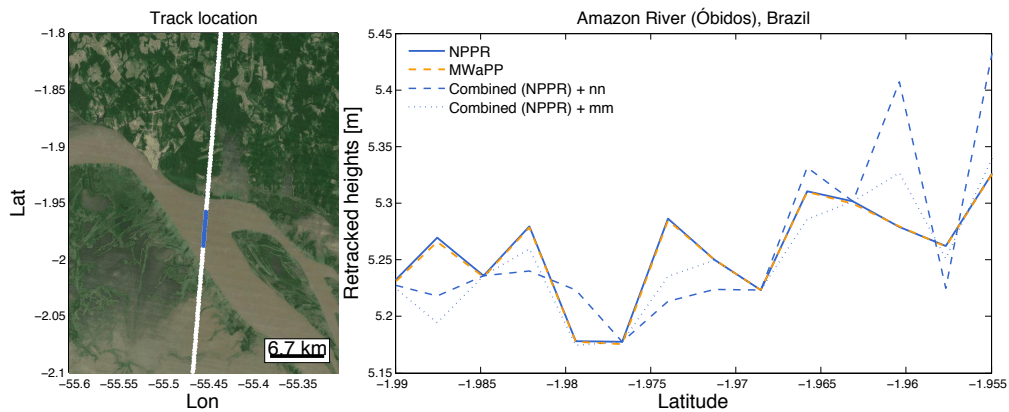 Track location
Lat
−1.8
−1.85
−1.9
−1.95
−2
−2.05
−2.1
6.7 km
−55.6 −55.55 −55.5 −55.45 −55.4 −55.35
Lon
Amazon River (Óbidos), Brazil
Retracked heights [m]
5.45
5.4
5.35
5.3
5.25
5.2
5.15
NPPR
MWaPP
Combined (NPPR) + nn
Combined (NPPR) + mm
−1.99 −1.985 −1.98 −1.975 −1.97 −1.965 −1.96 −1.955
Latitude